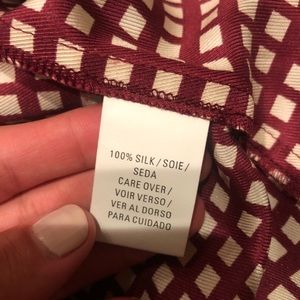 100% SILK / SOIE /
SEDA
CARE OVER /
VOIR VERSO /
VER AL DORSO
PARA CUIDADO